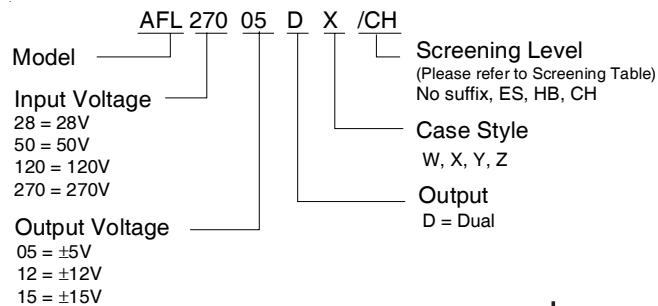 AFL 270 05 D X /CH
Model
Input Voltage
28 = 28V
50 = 50V
120 = 120V
270 = 270V
Output Voltage
05 = ±5V
12 = ±12V
15 = ±15V
Screening Level
(Please refer to Screening Table)
No suffix, ES, HB, CH
Case Style
W, X, Y, Z
Output
D = Dual